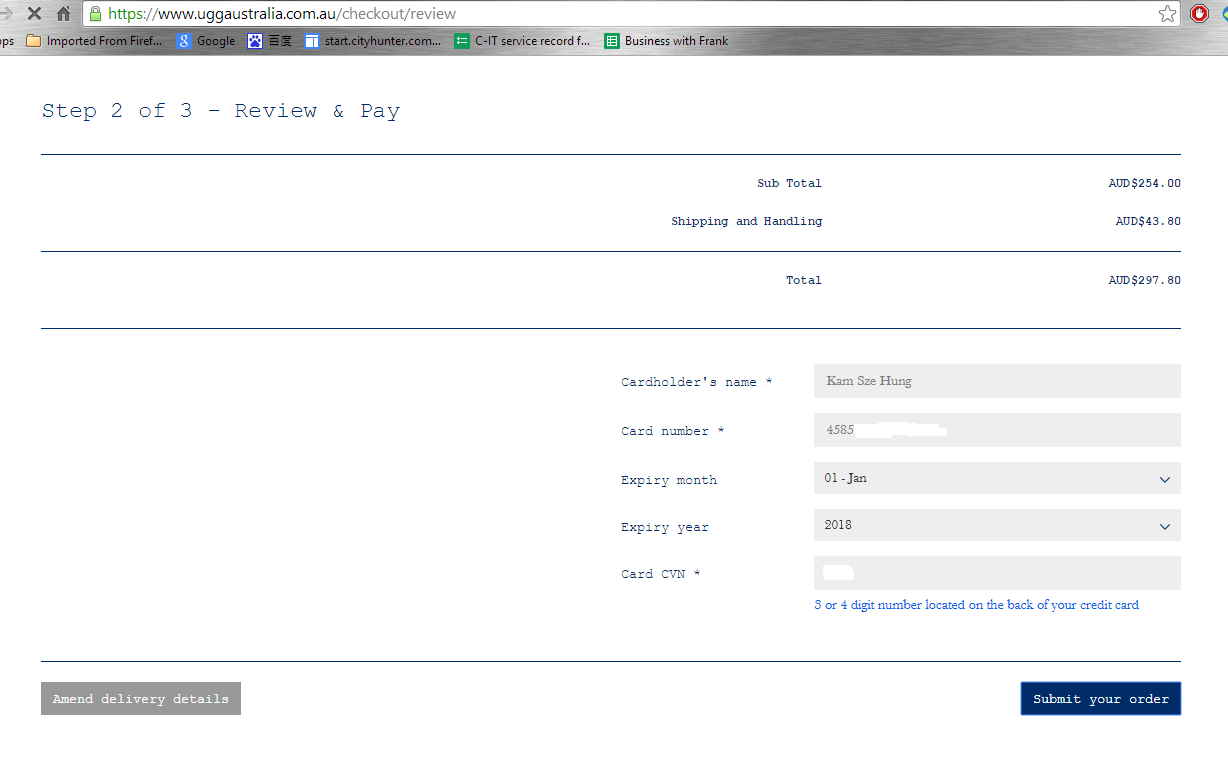 https://www.uggaustralia.com.au/checkout/review
ps Imported From Firef... Google 百度 start.cityhunter.com... C-IT service record f... Business with Frank
Step 2 of 3 - Review & Pay
Sub Total AUD$254.00
Shipping and Handling AUD$43.80
Total AUD$297.80
Cardholder's name * Kam Sze Hung
Card number * 4585
Expiry month 01 - Jan
Expiry year 2018
Card CVN *
3 or 4 digit number located on the back of your credit card
Amend delivery details Submit your order